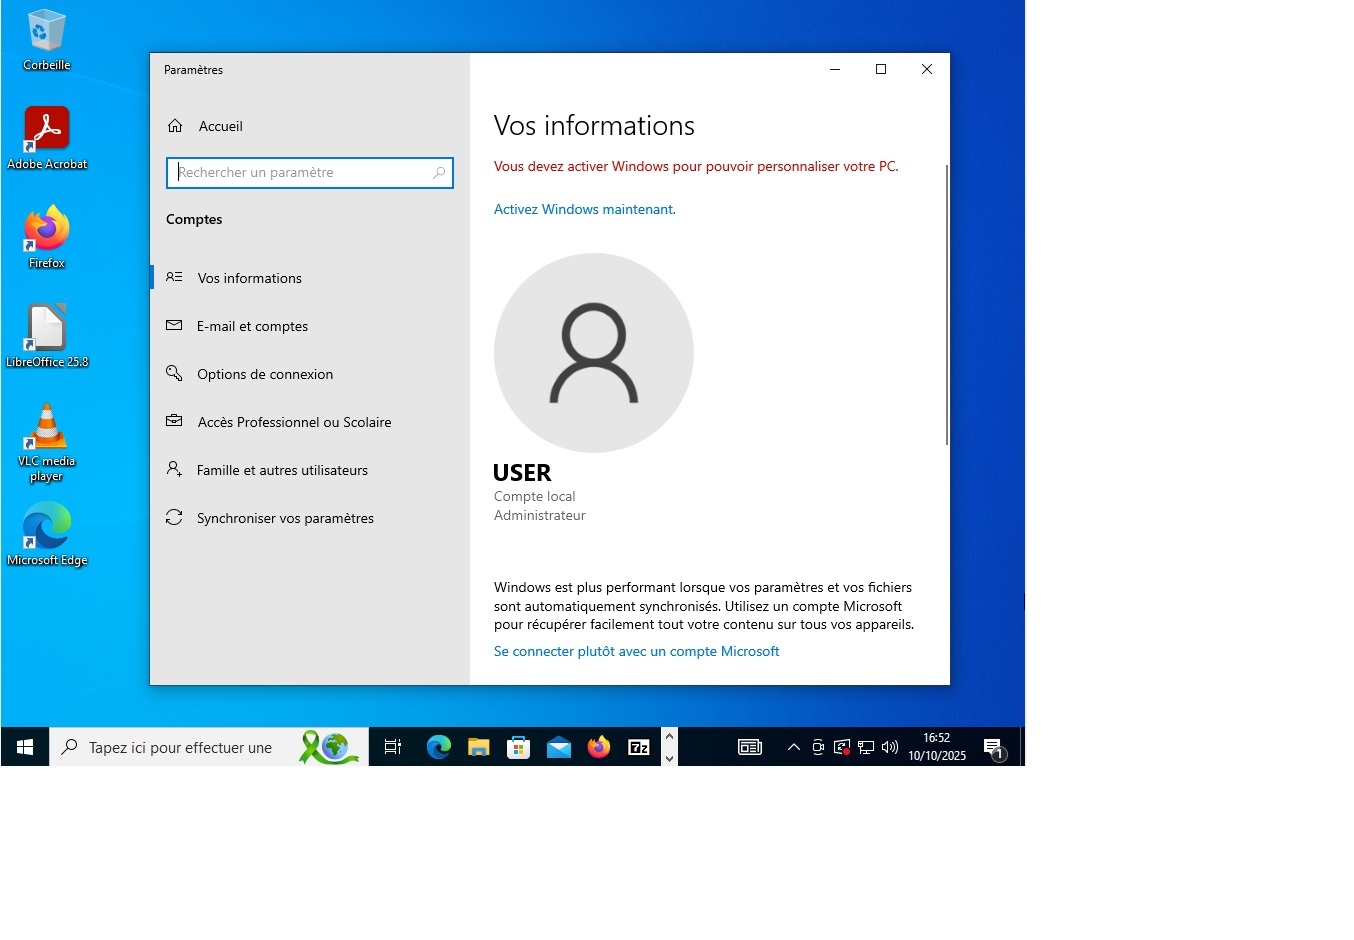 Corbeille
Adobe Acrobat
Firefox
LibreOffice 25.8
VLC media
player
Microsoft Edge
Paramètres
Accueil
Rechercher un paramètre
Comptes
Vos informations
E-mail et comptes
Options de connexion
Accès Professionnel ou Scolaire
Famille et autres utilisateurs
Synchroniser vos paramètres
Vos informations
Vous devez activer Windows pour pouvoir personnaliser votre PC.
Activez Windows maintenant.
USER
Compte local
Administrateur
Windows est plus performant lorsque vos paramètres et vos fichiers
sont automatiquement synchronisés. Utilisez un compte Microsoft
pour récupérer facilement tout votre contenu sur tous vos appareils.
Se connecter plutôt avec un compte Microsoft
Tapez ici pour effectuer une
7z
16:52
10/10/2025
1